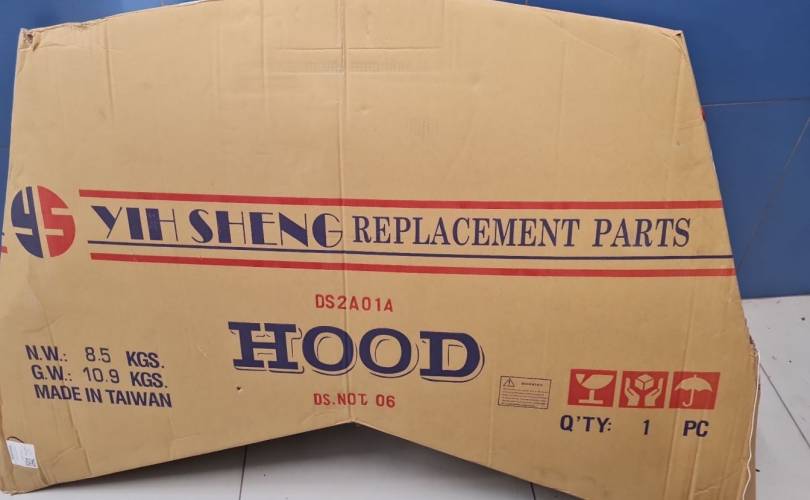 YS YIH SHENG REPLACEMENT PARTS
DS2A01A
HOOD
N.W.: 8.5 KGS.
G.W.: 10.9 KGS.
MADE IN TAIWAN
DS.NOT. 06
WARNING
Q'TY: 1 PC